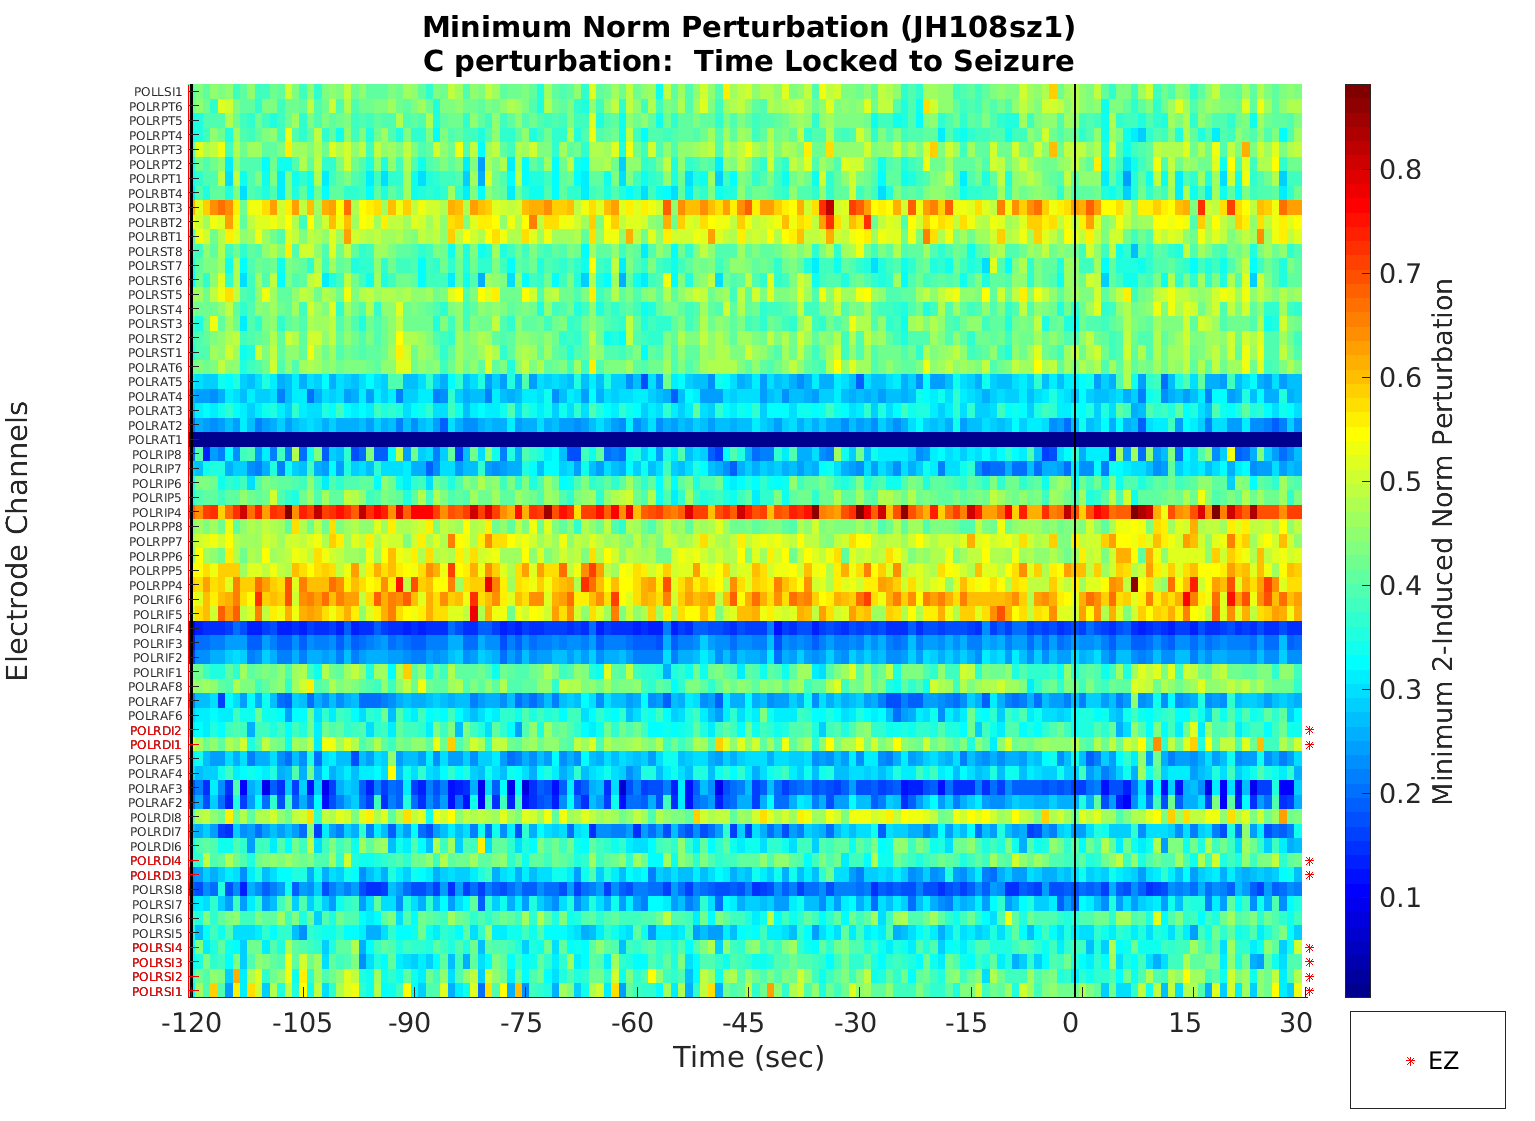 Minimum Norm Perturbation (JH108sz1)
C perturbation:  Time Locked to Seizure
Electrode Channels
POLLSI1
POLRPT6
POLRPT5
POLRPT4
POLRPT3
POLRPT2
POLRPT1
POLRBT4
POLRBT3
POLRBT2
POLRBT1
POLRST8
POLRST7
POLRST6
POLRST5
POLRST4
POLRST3
POLRST2
POLRST1
POLRAT6
POLRAT5
POLRAT4
POLRAT3
POLRAT2
POLRAT1
POLRIP8
POLRIP7
POLRIP6
POLRIP5
POLRIP4
POLRPP8
POLRPP7
POLRPP6
POLRPP5
POLRPP4
POLRIF6
POLRIF5
POLRIF4
POLRIF3
POLRIF2
POLRIF1
POLRAF8
POLRAF7
POLRAF6
POLRDI2
POLRDI1
POLRAF5
POLRAF4
POLRAF3
POLRAF2
POLRDI8
POLRDI7
POLRDI6
POLRDI4
POLRDI3
POLRSI8
POLRSI7
POLRSI6
POLRSI5
POLRSI4
POLRSI3
POLRSI2
POLRSI1
-120 -105 -90 -75 -60 -45 -30 -15 0 15 30
Time (sec)
0.8
0.7
0.6
0.5
0.4
0.3
0.2
0.1
Minimum 2-Induced Norm Perturbation
EZ